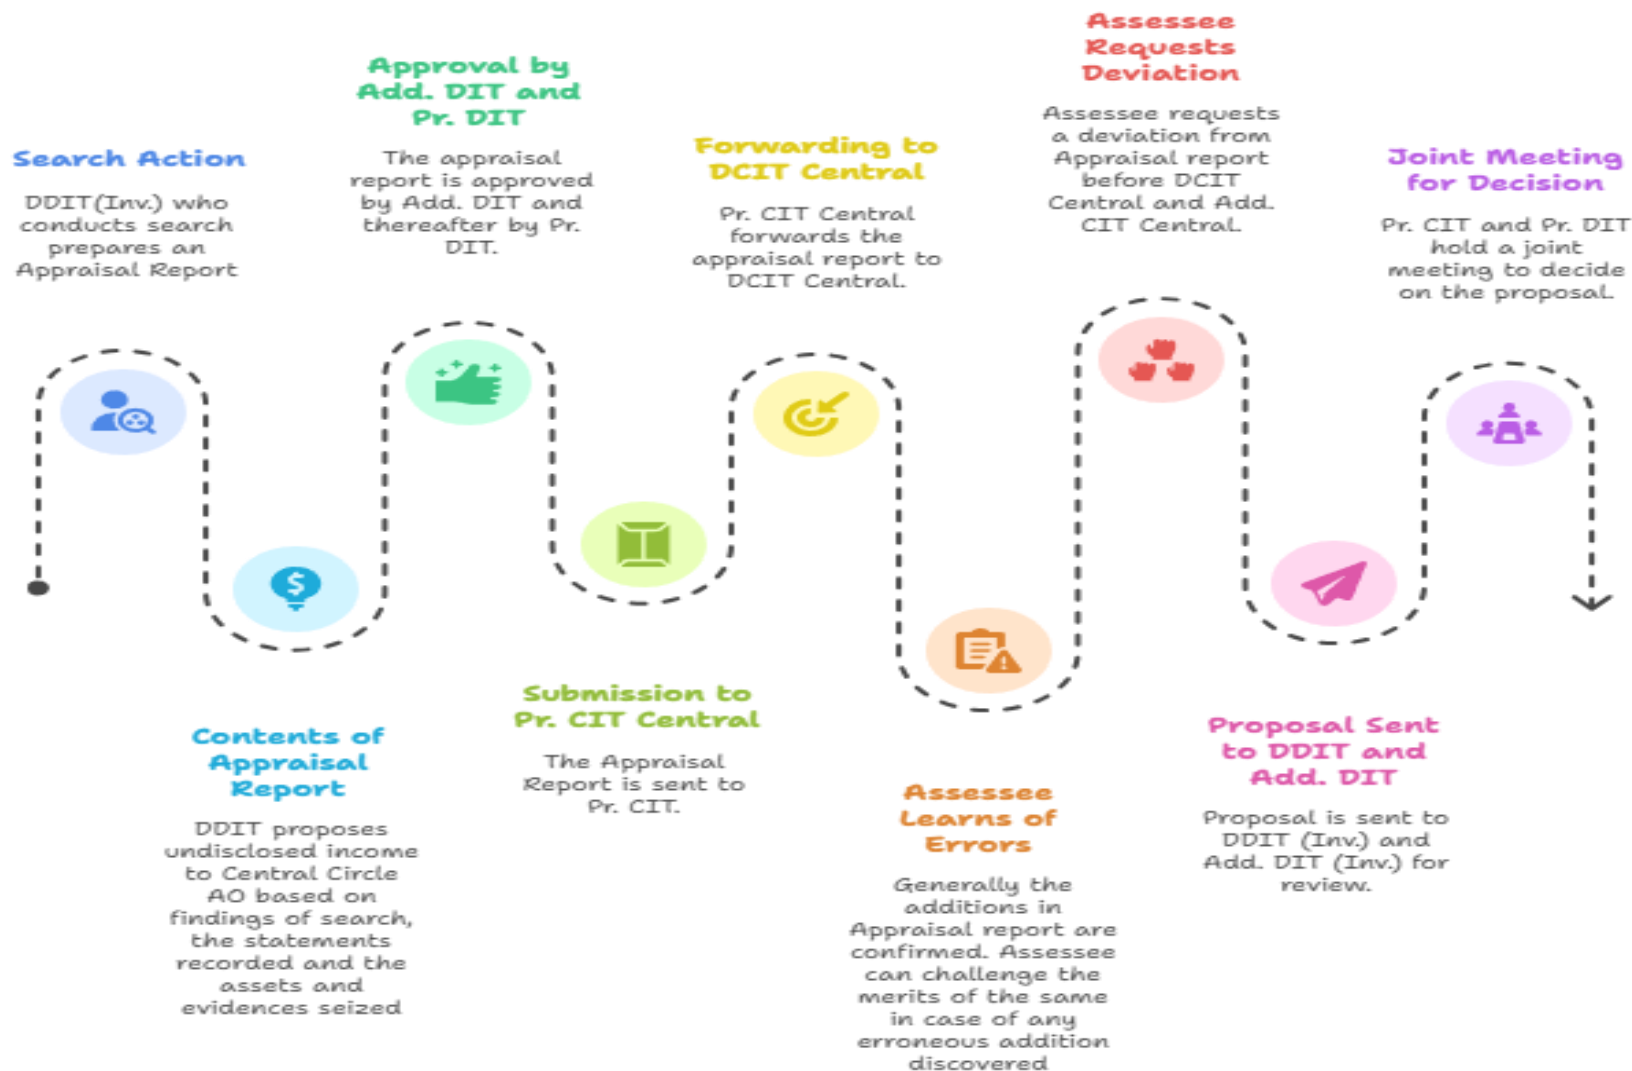 Search Action
DDIT(Inv.) who
conducts search
prepares an
Appraisal Report
Contents of
Appraisal
Report
DDIT proposes
undisclosed income
to Central Circle
AO based on
findings of search,
the statements
recorded and the
assets and
evidences seized
Approval by
Add. DIT and
Pr. DIT
The appraisal
report is approved
by Add. DIT and
thereafter by Pr.
DIT.
Submission to
Pr. CIT Central
The Appraisal
Report is sent to
Pr. CIT.
Forwarding to
DCIT Central
Pr. CIT Central
forwards the
appraisal report to
DCIT Central.
Assessee
Learns of
Errors
Generally the
additions in
Appraisal report are
confirmed. Assessee
can challenge the
merits of the same
in case of any
erroneous addition
discovered
Assessee
Requests
Deviation
Assessee requests
a deviation from
Appraisal report
before DCIT
Central and Add.
CIT Central.
Proposal Sent
to DDIT and
Add. DIT
Proposal is sent to
DDIT (Inv.) and
Add. DIT (Inv.) for
review.
Joint Meeting
for Decision
Pr. CIT and Pr. DIT
hold a joint
meeting to decide
on the proposal.